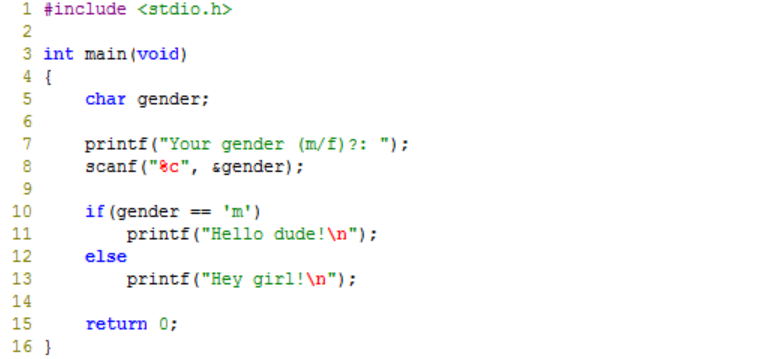 1 #include <stdio.h>
2
3 int main(void)
4 {
5     char gender;
6
7     printf("Your gender (m/f)?: ");
8     scanf("%c", &gender);
9
10     if(gender == 'm')
11         printf("Hello dude!\n");
12     else
13         printf("Hey girl!\n");
14
15     return 0;
16 }